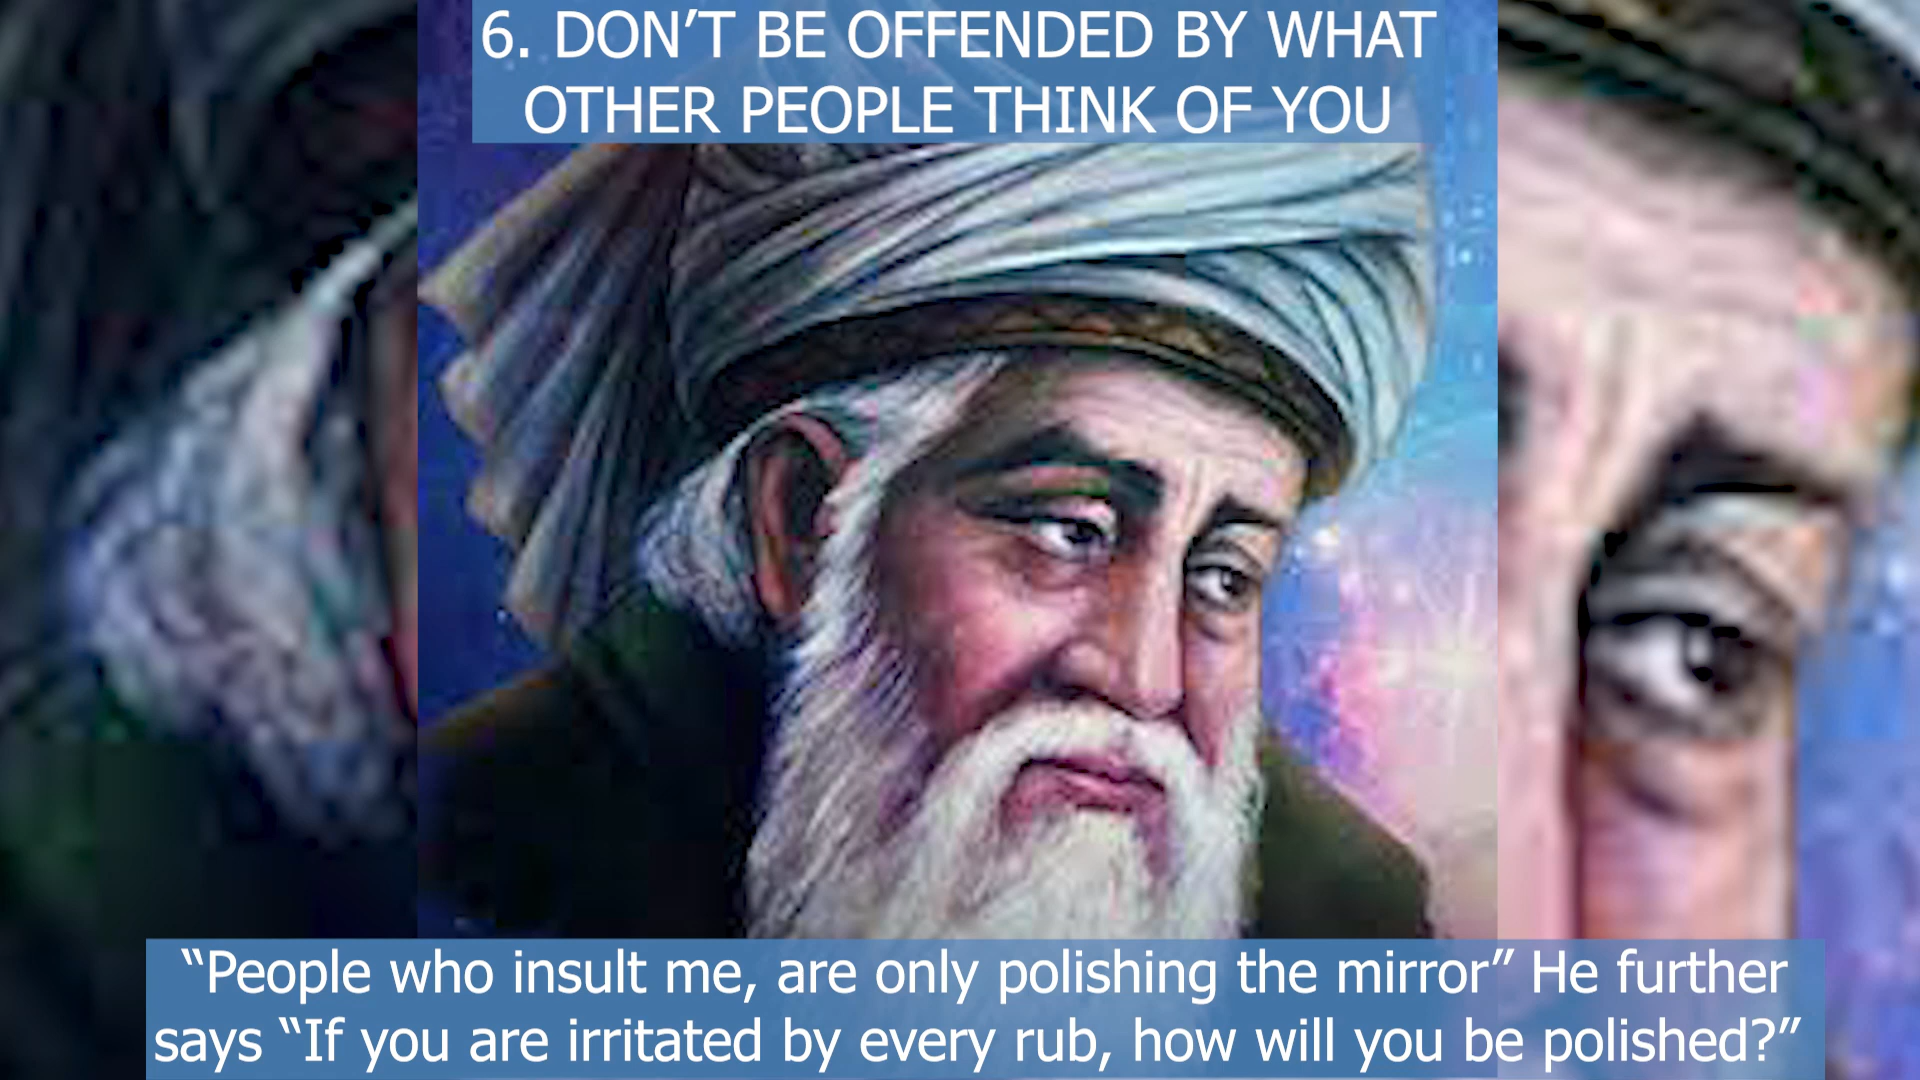 6. DON’T BE OFFENDED BY WHAT
OTHER PEOPLE THINK OF YOU
“People who insult me, are only polishing the mirror” He further
says “If you are irritated by every rub, how will you be polished?”